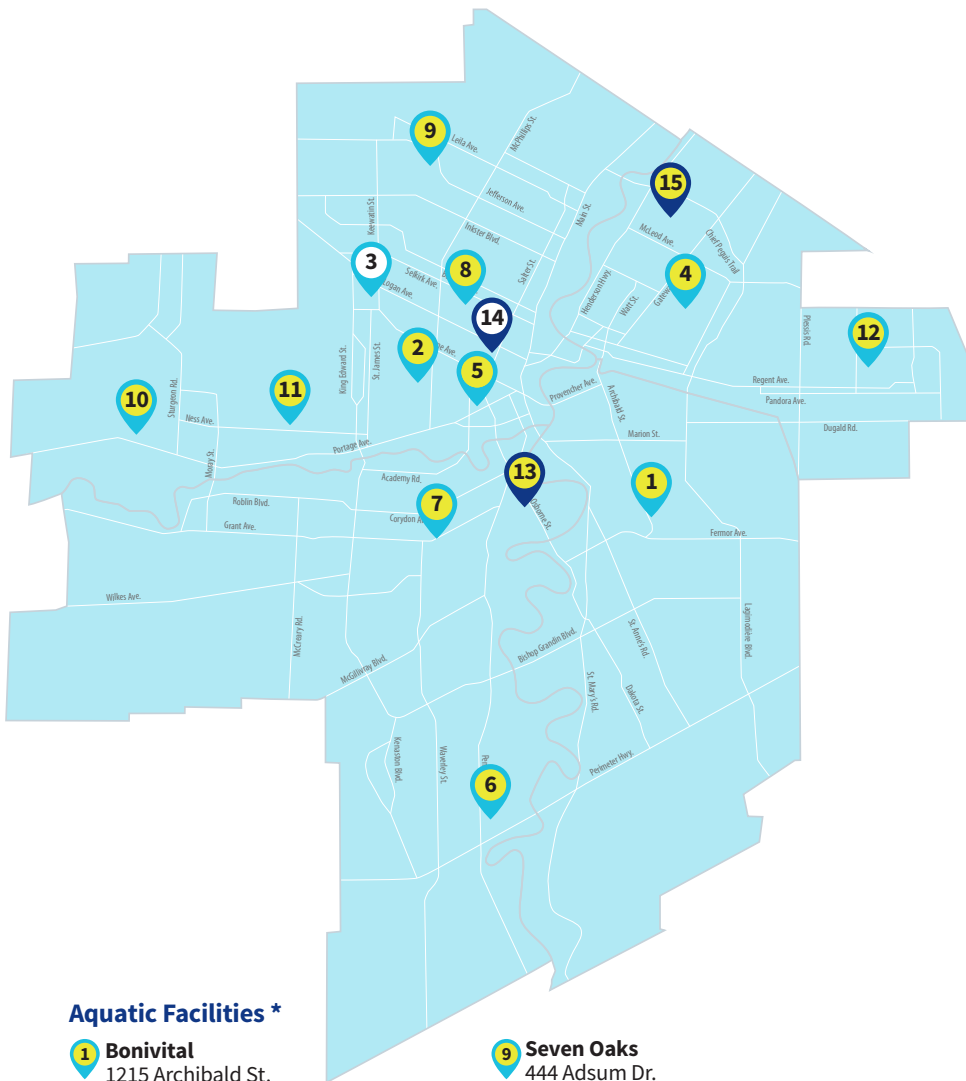 9
Leila Ave.
McPhillips St.
15
Jefferson Ave.
Keewatin St.
Main St.
Inkster Blvd.
McLeod Ave.
Chief Peguis Trail
3
8
Selkirk Ave.
Salter St.
4
Logan Ave.
Henderson Hwy.
Watt St.
14
12
Plessis Rd.
2
King Edward St.
St. James St.
5
Provencher Ave.
Archibald St.
Regent Ave.
Pandora Ave.
10
Sturgeon Rd.
11
Ness Ave.
Marion St.
Dugald Rd.
Portage Ave.
Moray St.
13
1
Academy Rd.
7
Roblin Blvd.
Osborne St.
Grant Ave.
Corydon A
Fermor Ave.
Wilkes Ave.
McCreary Rd.
Lagimodière Blvd.
St. Anne's Rd.
Bishop Grandin Blvd.
McGillivray Blvd.
St. Mary's Rd.
Dakota St.
Kenaston Blvd.
Waverley St.
Perimeter Hwy.
6
Aquatic Facilities *
1 Bonivital
1215 Archibald St.
9 Seven Oaks
444 Adsum Dr.